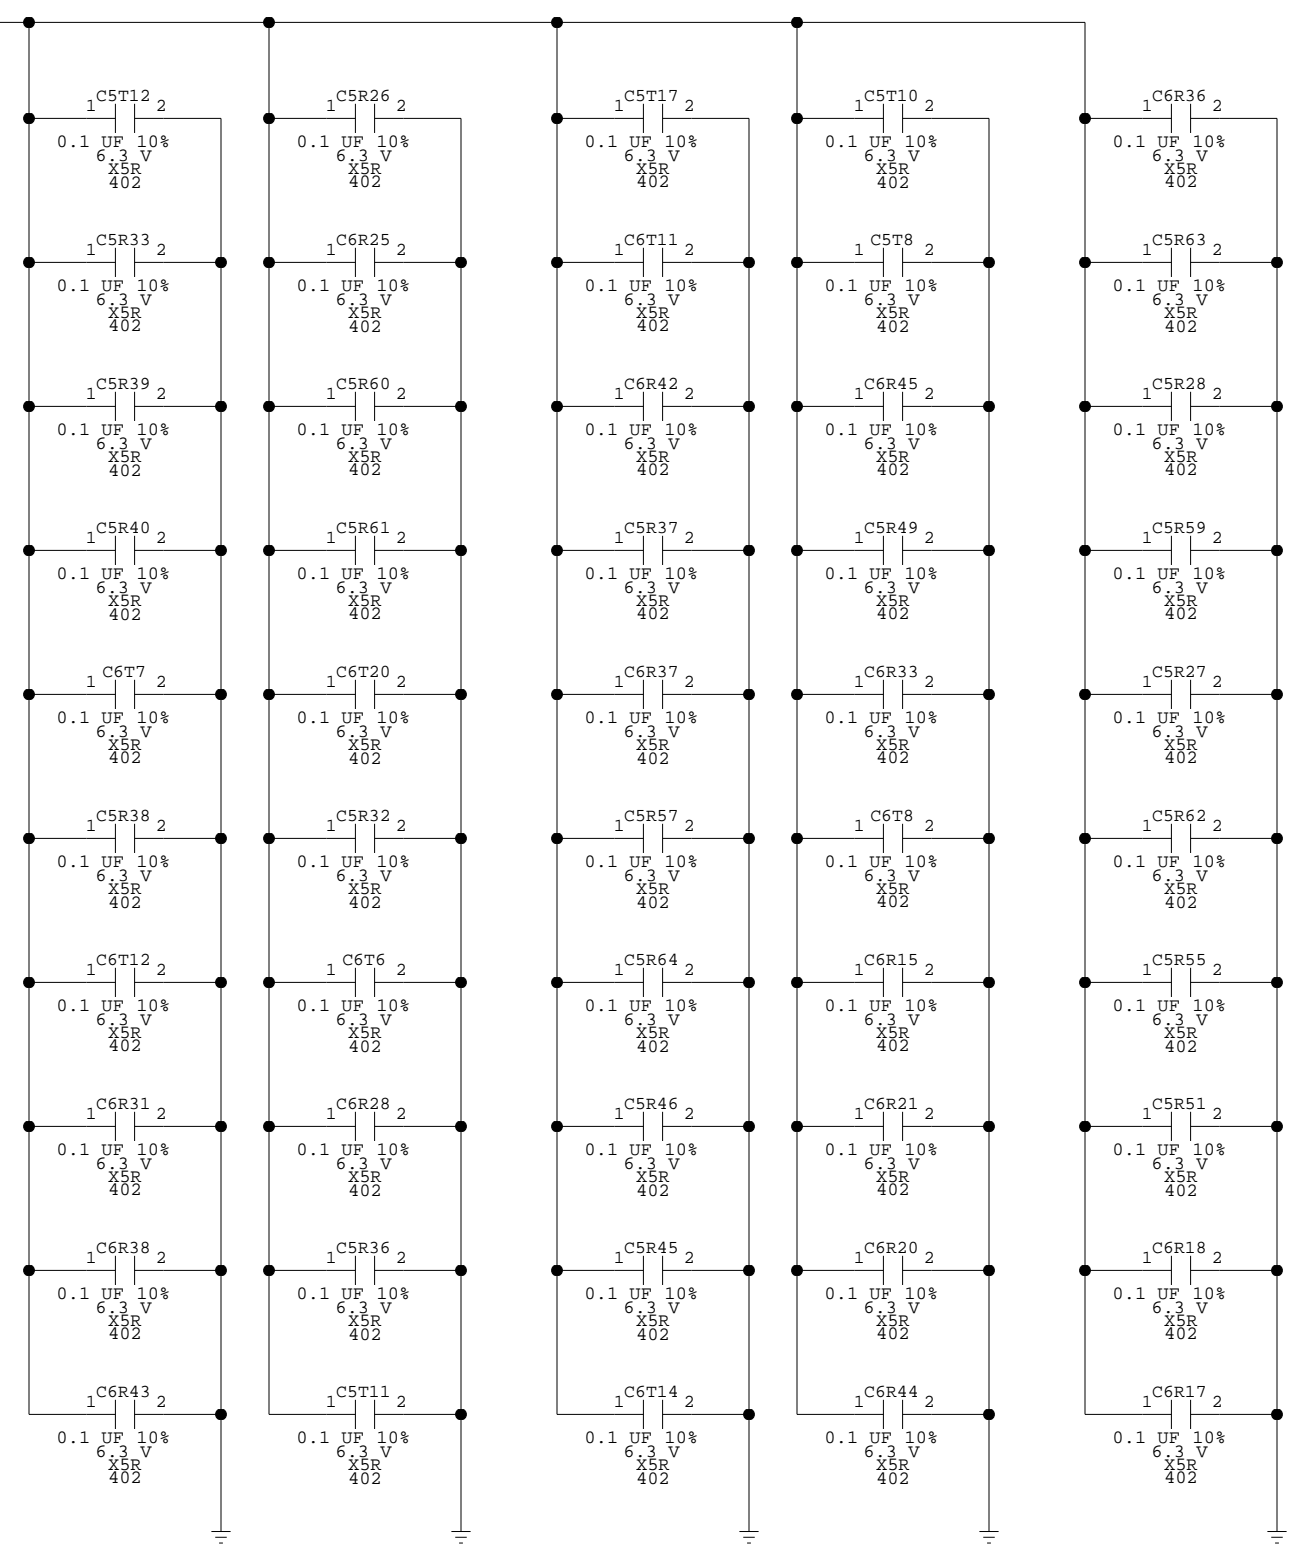 C5T12 C5R26 C5T17 C5T10 C6R36
1 2 1 2 1 2 1 2 1 2
0.1 UF 10% 0.1 UF 10% 0.1 UF 10% 0.1 UF 10% 0.1 UF 10%
6.3 V 6.3 V 6.3 V 6.3 V 6.3 V
X5R X5R X5R X5R X5R
402 402 402 402 402
C5R33 C6R25 C6T11 C5T8 C5R63
1 2 1 2 1 2 1 2 1 2
0.1 UF 10% 0.1 UF 10% 0.1 UF 10% 0.1 UF 10% 0.1 UF 10%
6.3 V 6.3 V 6.3 V 6.3 V 6.3 V
X5R X5R X5R X5R X5R
402 402 402 402 402
C5R39 C5R60 C6R42 C6R45 C5R28
1 2 1 2 1 2 1 2 1 2
0.1 UF 10% 0.1 UF 10% 0.1 UF 10% 0.1 UF 10% 0.1 UF 10%
6.3 V 6.3 V 6.3 V 6.3 V 6.3 V
X5R X5R X5R X5R X5R
402 402 402 402 402
C5R40 C5R61 C5R37 C5R49 C5R59
1 2 1 2 1 2 1 2 1 2
0.1 UF 10% 0.1 UF 10% 0.1 UF 10% 0.1 UF 10% 0.1 UF 10%
6.3 V 6.3 V 6.3 V 6.3 V 6.3 V
X5R X5R X5R X5R X5R
402 402 402 402 402
C6T7 C6T20 C6R37 C6R33 C5R27
1 2 1 2 1 2 1 2 1 2
0.1 UF 10% 0.1 UF 10% 0.1 UF 10% 0.1 UF 10% 0.1 UF 10%
6.3 V 6.3 V 6.3 V 6.3 V 6.3 V
X5R X5R X5R X5R X5R
402 402 402 402 402
C5R38 C5R32 C5R57 C6T8 C5R62
1 2 1 2 1 2 1 2 1 2
0.1 UF 10% 0.1 UF 10% 0.1 UF 10% 0.1 UF 10% 0.1 UF 10%
6.3 V 6.3 V 6.3 V 6.3 V 6.3 V
X5R X5R X5R X5R X5R
402 402 402 402 402
C6T12 C6T6 C5R64 C6R15 C5R55
1 2 1 2 1 2 1 2 1 2
0.1 UF 10% 0.1 UF 10% 0.1 UF 10% 0.1 UF 10% 0.1 UF 10%
6.3 V 6.3 V 6.3 V 6.3 V 6.3 V
X5R X5R X5R X5R X5R
402 402 402 402 402
C6R31 C6R28 C5R46 C6R21 C5R51
1 2 1 2 1 2 1 2 1 2
0.1 UF 10% 0.1 UF 10% 0.1 UF 10% 0.1 UF 10% 0.1 UF 10%
6.3 V 6.3 V 6.3 V 6.3 V 6.3 V
X5R X5R X5R X5R X5R
402 402 402 402 402
C6R38 C5R36 C5R45 C6R20 C6R18
1 2 1 2 1 2 1 2 1 2
0.1 UF 10% 0.1 UF 10% 0.1 UF 10% 0.1 UF 10% 0.1 UF 10%
6.3 V 6.3 V 6.3 V 6.3 V 6.3 V
X5R X5R X5R X5R X5R
402 402 402 402 402
C6R43 C5T11 C6T14 C6R44 C6R17
1 2 1 2 1 2 1 2 1 2
0.1 UF 10% 0.1 UF 10% 0.1 UF 10% 0.1 UF 10% 0.1 UF 10%
6.3 V 6.3 V 6.3 V 6.3 V 6.3 V
X5R X5R X5R X5R X5R
402 402 402 402 402